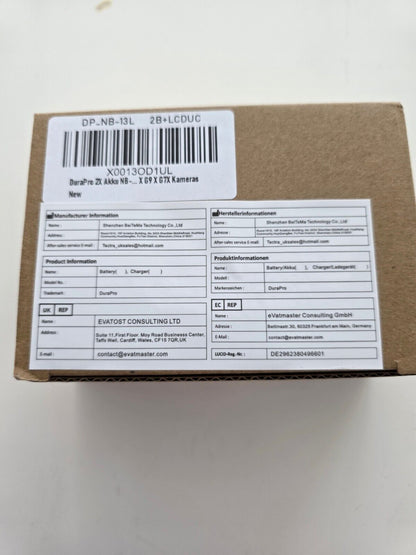 DP-NB-13L 2B+LCDUC
X0013OD1UL
DuraPro 2X Akku NB-... X G9 X G7X Kameras
New
Manufacturer Information
Name: Shenzhen BaiTeMa Technology Co.,Ltd
Address:
After-sales service E-mail: Tectra_uksales@hotmail.com
Product Information
Name: Battery( ), Charger( )
Model No.:
Trademark: DuraPro
UK REP
Name: EVATOST CONSULTING LTD
Address: Suite 11,First Floor, Moy Road Businesss Center,
Taffs Well, Cardiff, Wales, CF15 7QR,UK
E-mail: contact@evatmaster.com
Herstellerinformationen
Name: Shenzhen BaiTeMa Technology Co.,Ltd
Adresse:
After-sales service E-mail: Tectra_uksales@hotmail.com
Produktinformationen
Name: Battery(Akku)( ), Charger(Ladegerät)( )
Modell:
Markenzeichen: DuraPro
EC REP
Name: eVatmaster Consulting GmbH
Adresse: Bettinastr.30, 60325 Frankfurt am Main, Germany
E-Mail: contact@evatmaster.com
LUCID-Reg.-Nr.: DE2962380498601